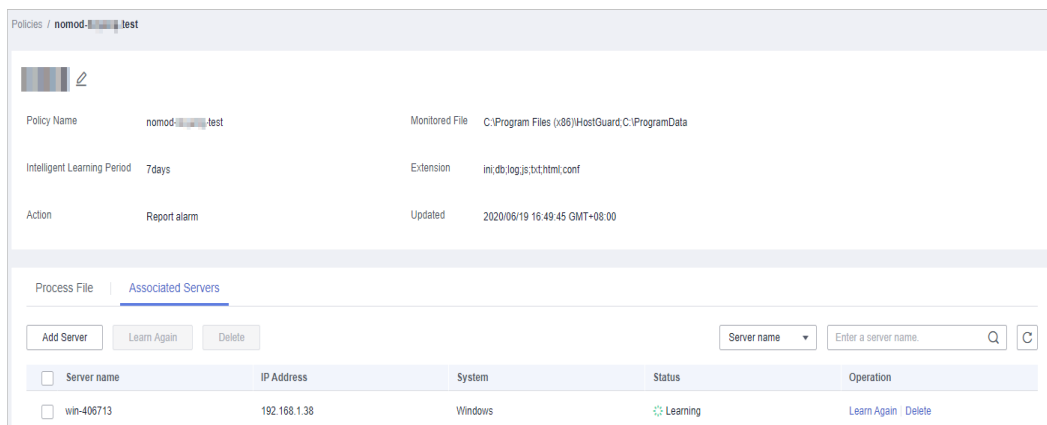 Policies / nomod- test
Policy Name nomod- -test Monitored File C:\Program Files (x86)\HostGuard;C:\ProgramData
Intelligent Learning Period 7days Extension ini;db;log;js;txt;html;conf
Action Report alarm Updated 2020/06/19 16:49:45 GMT+08:00
Process File Associated Servers
Add Server Learn Again Delete Server name Enter a server name.
Server name IP Address System Status Operation
win-406713 192.168.1.38 Windows Learning Learn Again Delete